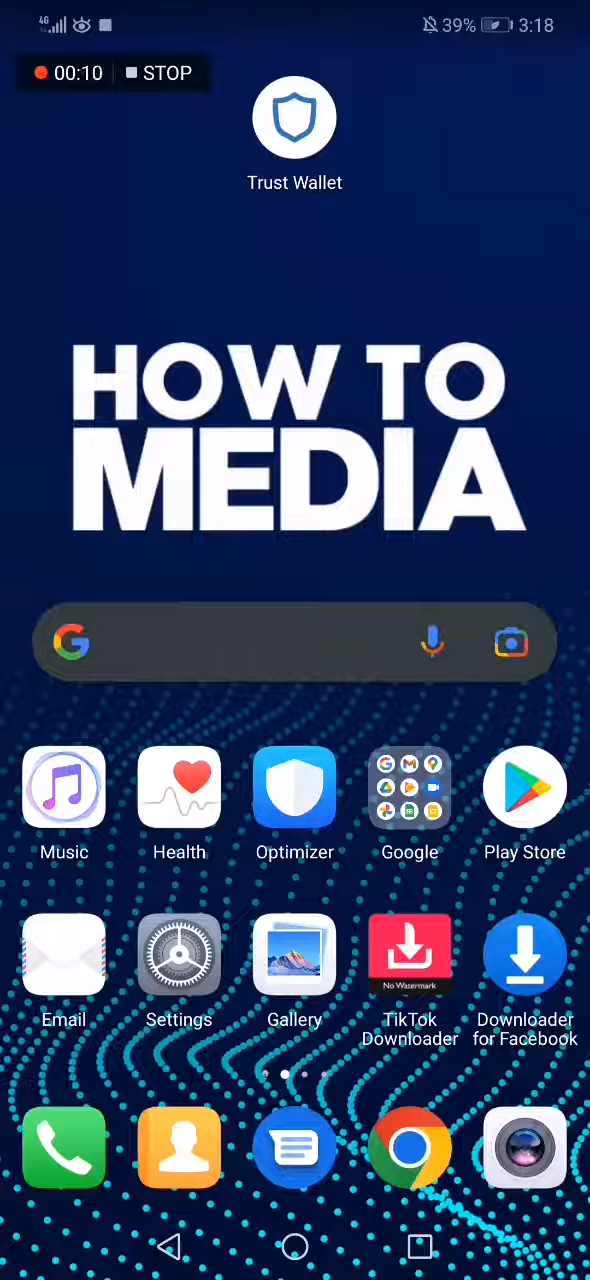 4G 39% 3:18
00:10 STOP
Trust Wallet
HOW TO
MEDIA
Music Health Optimizer Google Play Store
No Watermark
Email Settings Gallery TikTok Downloader
Downloader for Facebook